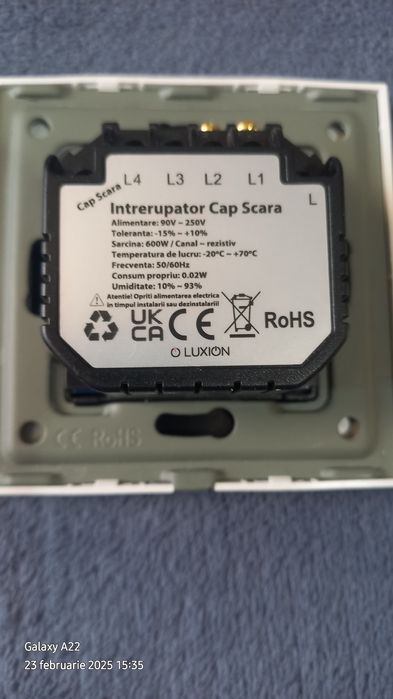 Cap Scara L4 L3 L2 L1
L
Intrerupator Cap Scara
Alimentare: 90V ~ 250V
Toleranta: -15% ~ +10%
Sarcina: 600W / Canal ~ rezistiv
Temperatura de lucru: -20°C ~ +70°C
Frecventa: 50/60Hz
Consum propriu: 0.02W
Umiditate: 10% ~ 93%
Atentie! Opriti alimentarea electrica
in timpul instalarii sau dezinstalarii!
UK
CA CE RoHS
LUXION
CE RoHS
Galaxy A22
23 februarie 2025 15:35